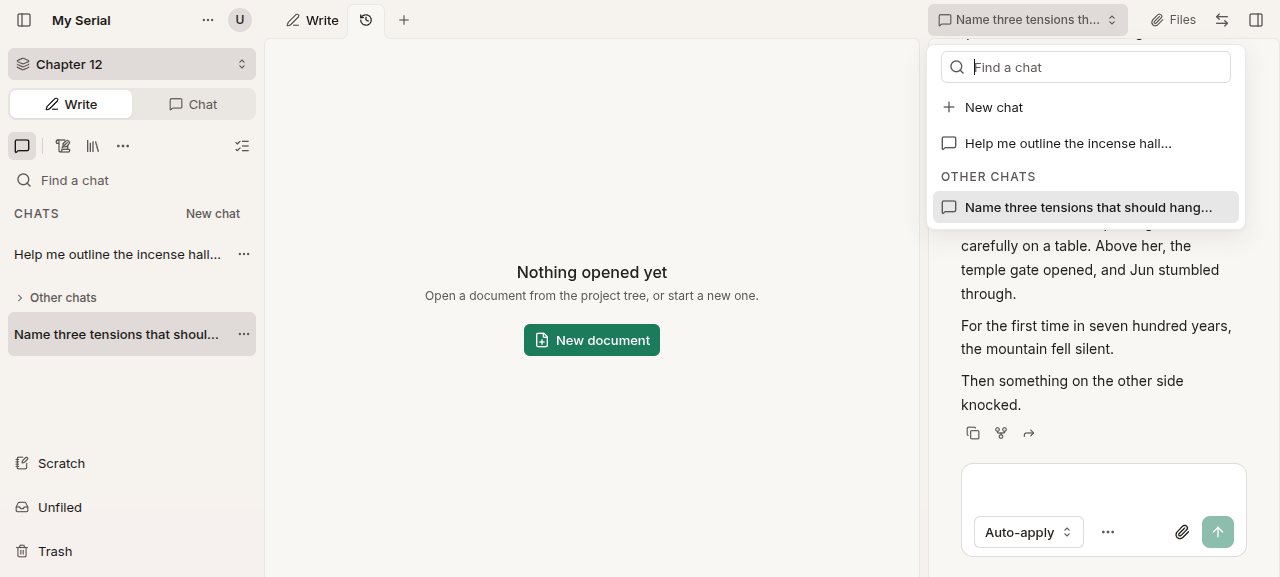 My Serial
U
Write
Name three tensions th...
Files
Chapter 12
Write
Chat
Find a chat
CHATS
New chat
Help me outline the incense hall...
Other chats
Name three tensions that shoul...
Scratch
Unfiled
Trash
Nothing opened yet
Open a document from the project tree, or start a new one.
New document
Find a chat
New chat
Help me outline the incense hall...
OTHER CHATS
Name three tensions that should hang...
carefully on a table. Above her, the
temple gate opened, and Jun stumbled
through.
For the first time in seven hundred years,
the mountain fell silent.
Then something on the other side
knocked.
Auto-apply